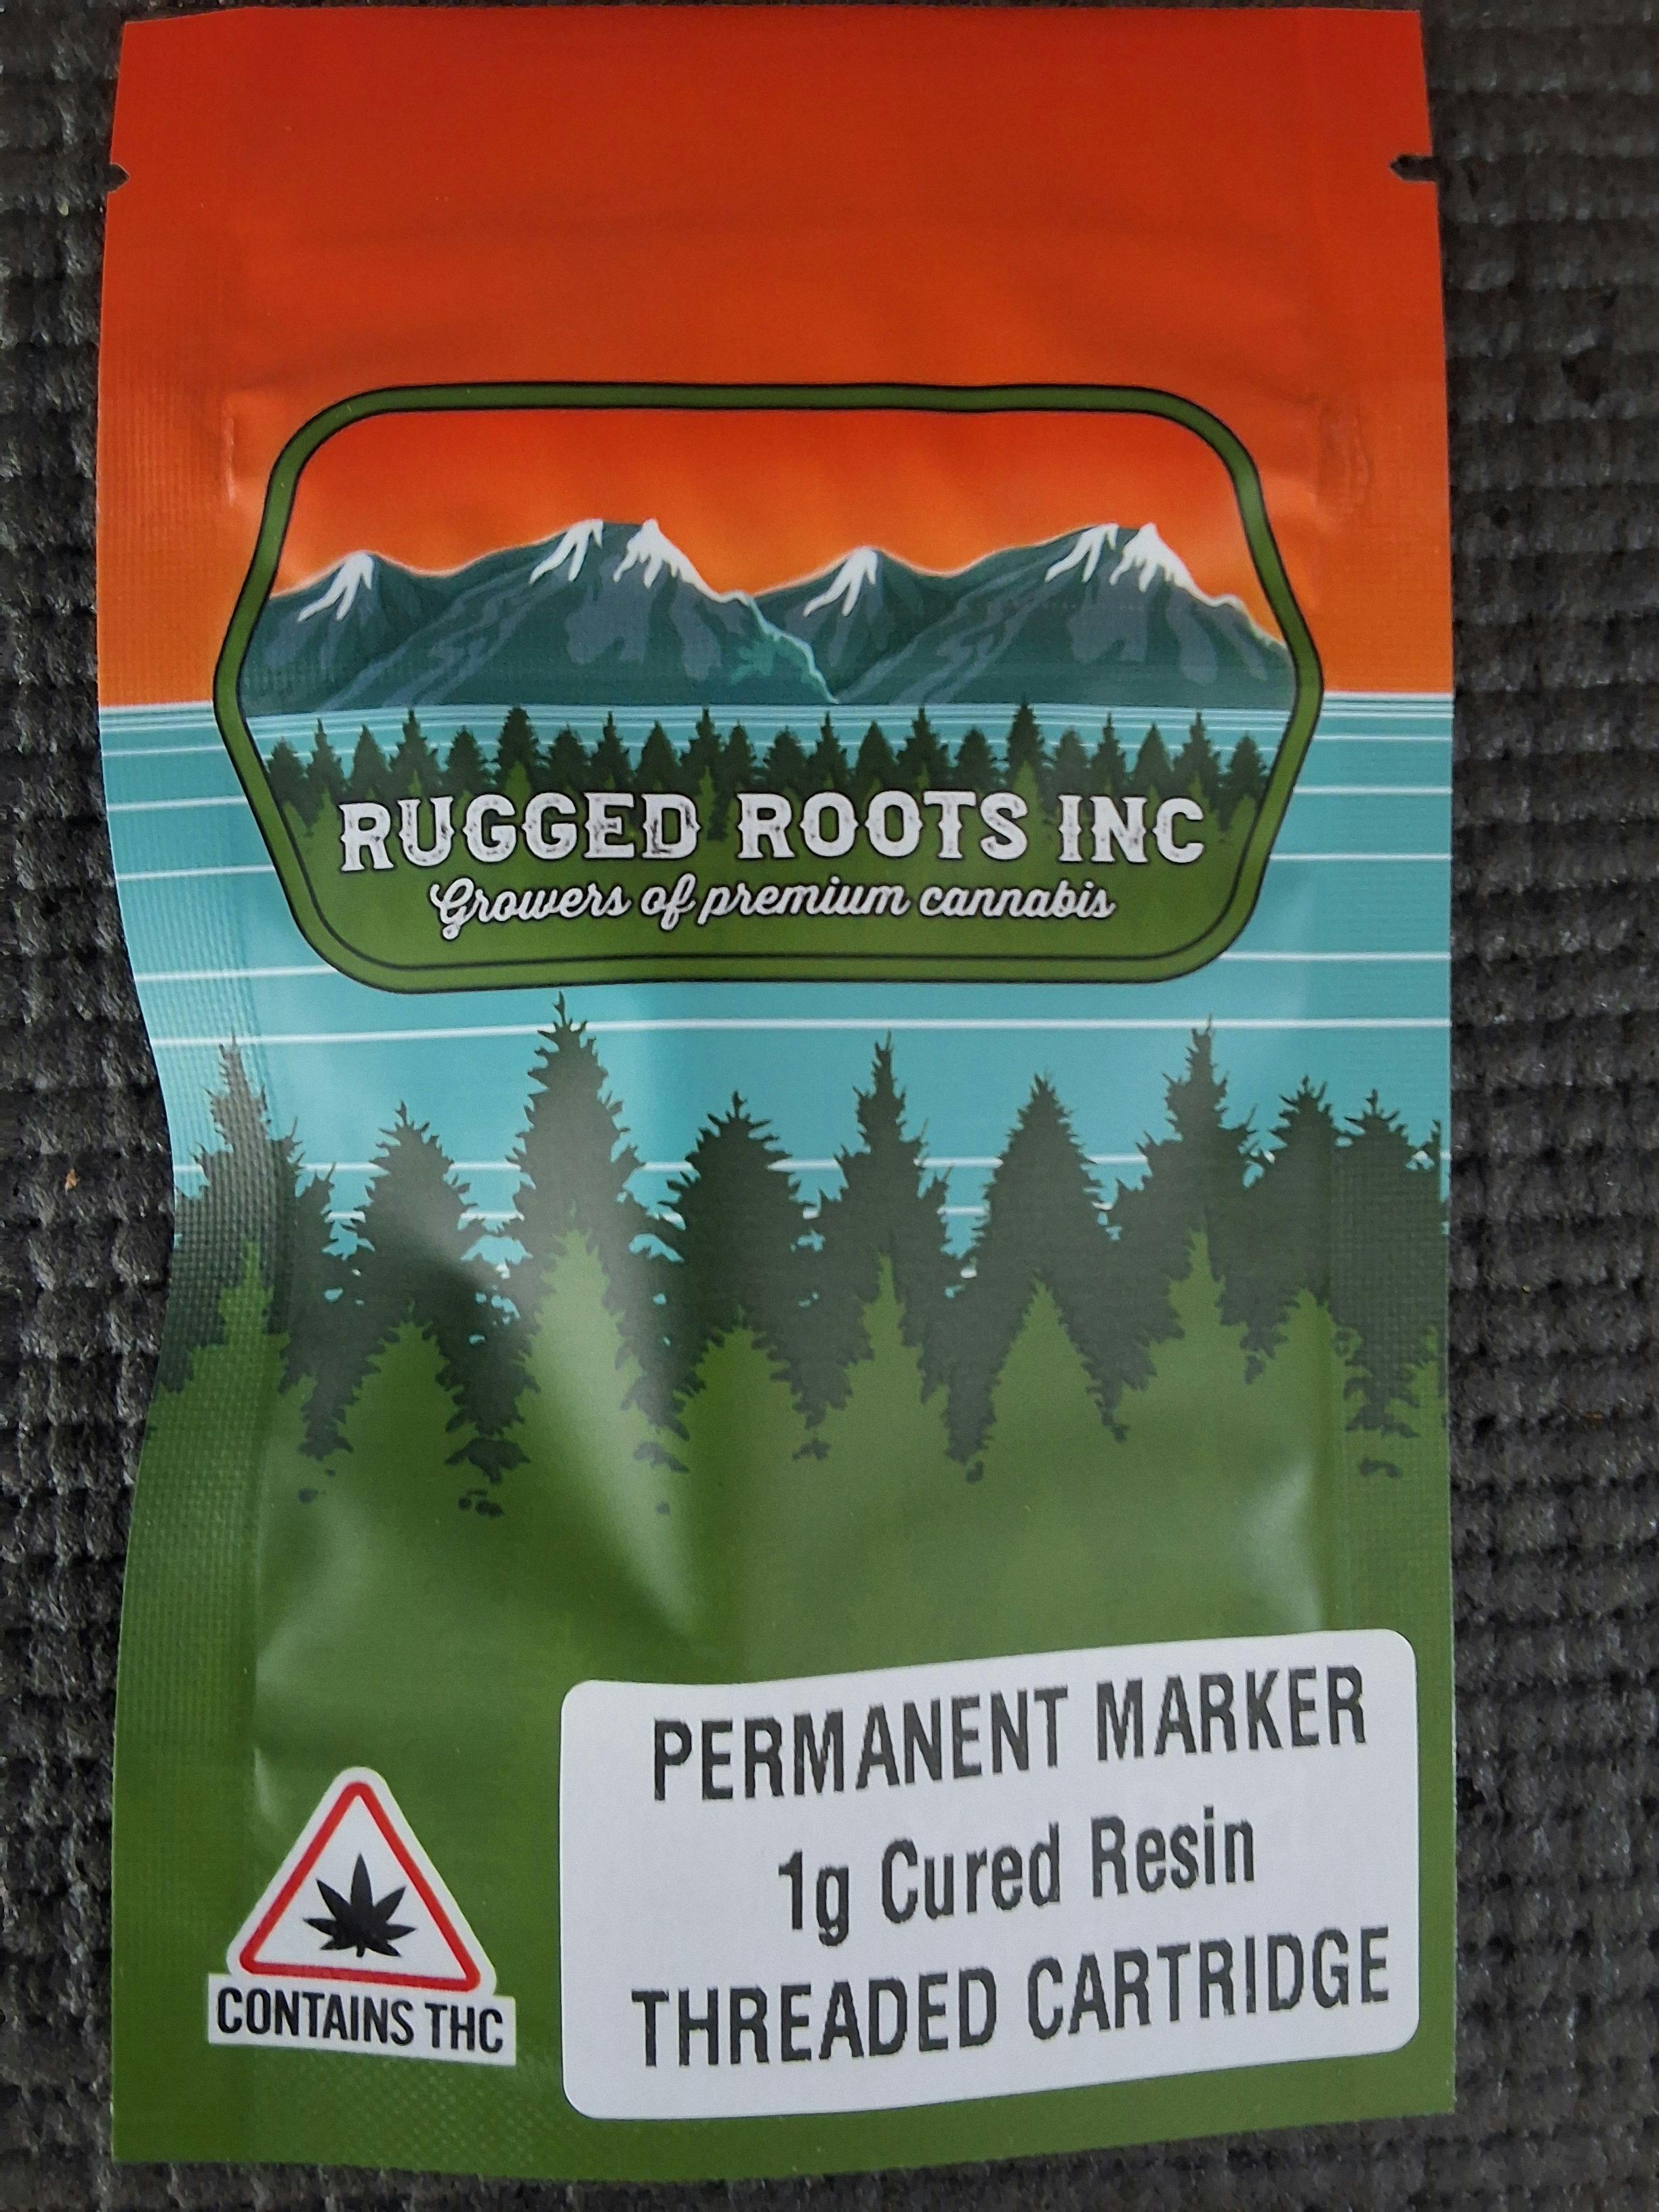 RUGGED ROOTS INC
Growers of premium cannabis
PERMANENT MARKER
1g Cured Resin
THREADED CARTRIDGE
CONTAINS THC